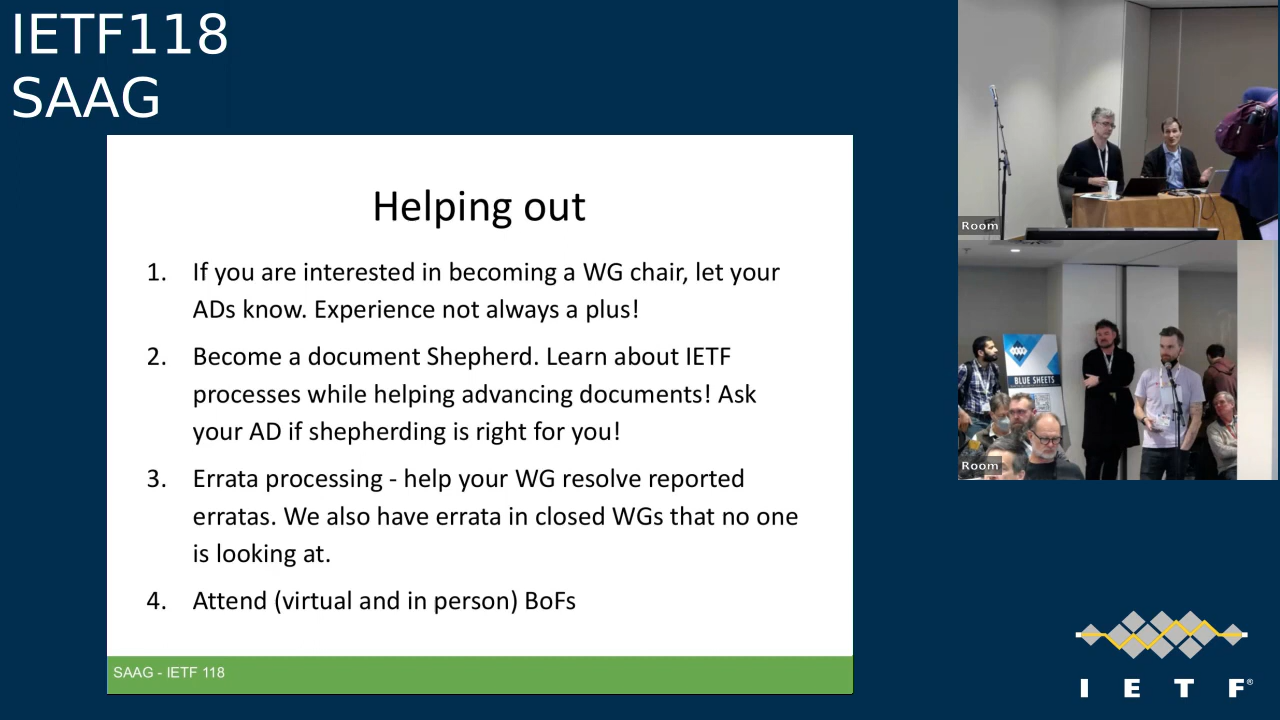 IETF118
SAAG
Helping out
1. If you are interested in becoming a WG chair, let your
ADs know. Experience not always a plus!
2. Become a document Shepherd. Learn about IETF
processes while helping advancing documents! Ask
your AD if shepherding is right for you!
3. Errata processing - help your WG resolve reported
erratas. We also have errata in closed WGs that no one
is looking at.
4. Attend (virtual and in person) BoFs
SAAG - IETF 118
Room
BLUE SHEETS
Room
I E T F®